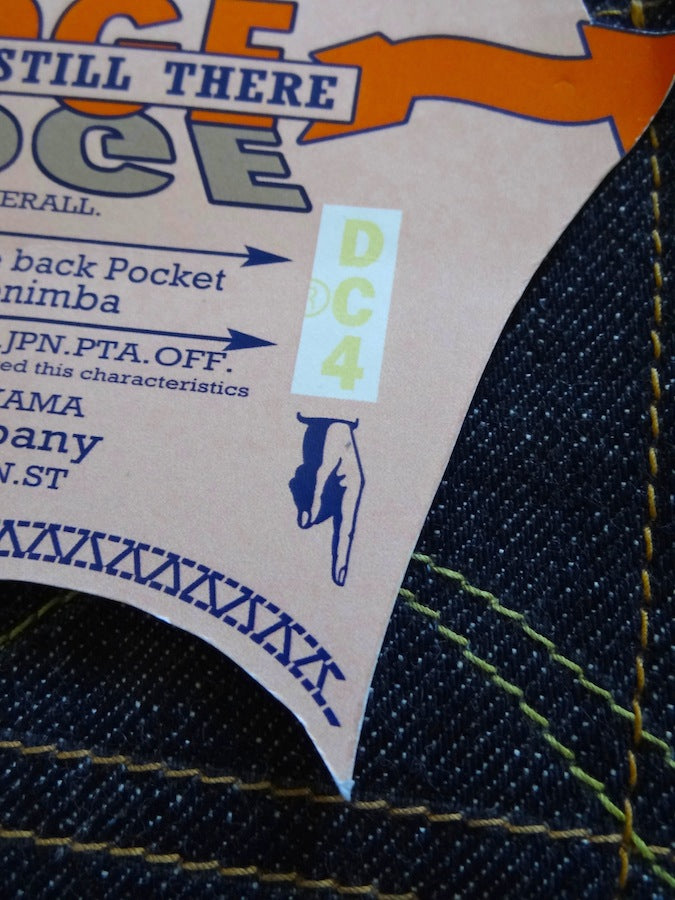 STILL THERE
ERALL.
back Pocket
nimba
JPN.PTA.OFF.
ed this characteristics
AMA
pany
N.ST
DC4
®